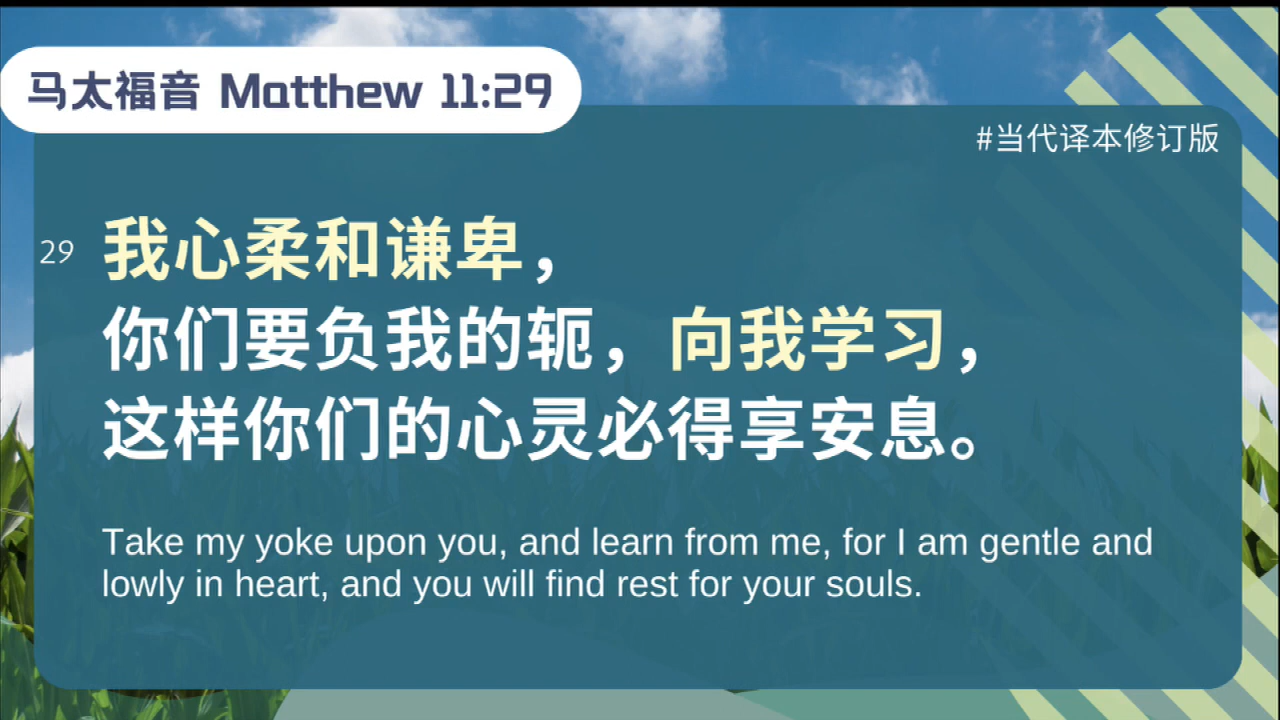 马太福音 Matthew 11:29
#当代译本修订版
29 我心柔和谦卑，
你们要负我的轭，向我学习，
这样你们的心灵必得享安息。
Take my yoke upon you, and learn from me, for I am gentle and
lowly in heart, and you will find rest for your souls.